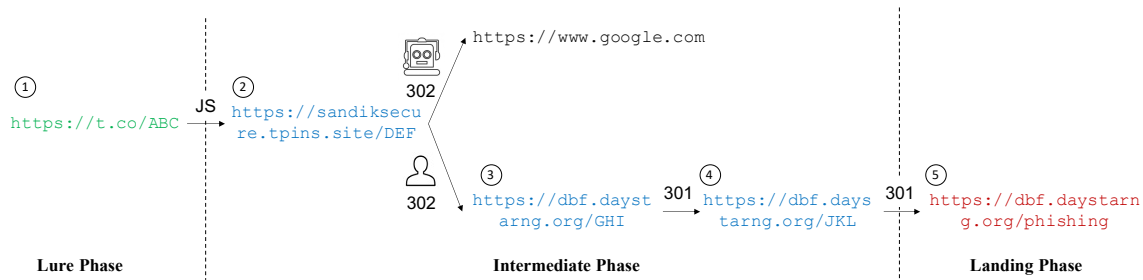 https://www.google.com
①
JS
②
302
https://t.co/ABC
https://sandiksecu
re.tpins.site/DEF
302
③
https://dbf.dayst
arng.org/GHI
301
④
https://dbf.days
tarng.org/JKL
301
⑤
https://dbf.daystarn
g.org/phishing
Lure Phase
Intermediate Phase
Landing Phase